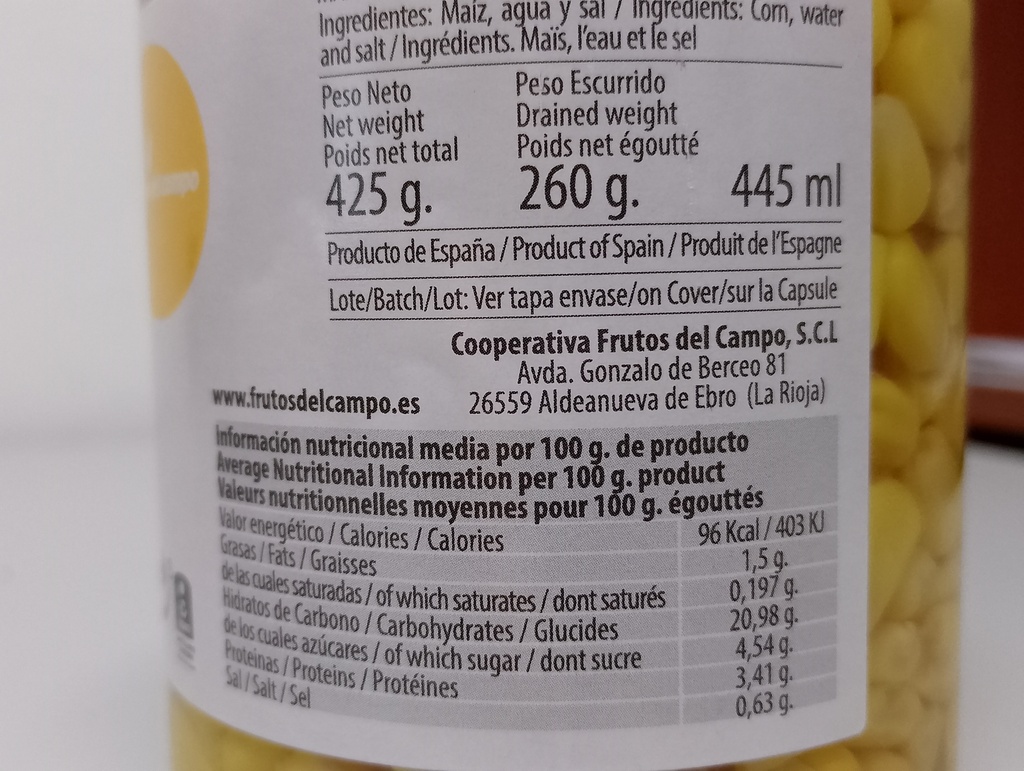 Ingredientes: Maíz, agua y sal / Ingredients: Corn, water
and salt / Ingrédients. Maïs, l'eau et le sel
Peso Neto
Net weight
Poids net total
425 g.
Peso Escurrido
Drained weight
Poids net égoutté
260 g.
445 ml
Producto de España / Product of Spain / Produit de l'Espagne
Lote/Batch/Lot: Ver tapa envase/on Cover/sur la Capsule
Cooperativa Frutos del Campo, S.C.L
Avda. Gonzalo de Berceo 81
www.frutosdelcampo.es 26559 Aldeanueva de Ebro (La Rioja)
Información nutricional media por 100 g. de producto
Average Nutritional Information per 100 g. product
Valeurs nutritionnelles moyennes pour 100 g. égouttés
Valor energético / Calories / Calories 96 Kcal / 403 KJ
Grasas / Fats / Graisses 1,5 g.
de las cuales saturadas / of which saturates / dont saturés 0,197 g.
Hidratos de Carbono / Carbohydrates / Glucides 20,98 g.
de los cuales azúcares / of which sugar / dont sucre 4,54 g.
Proteinas / Proteins / Protéines 3,41 g.
Sal / Salt / Sel 0,63 g.